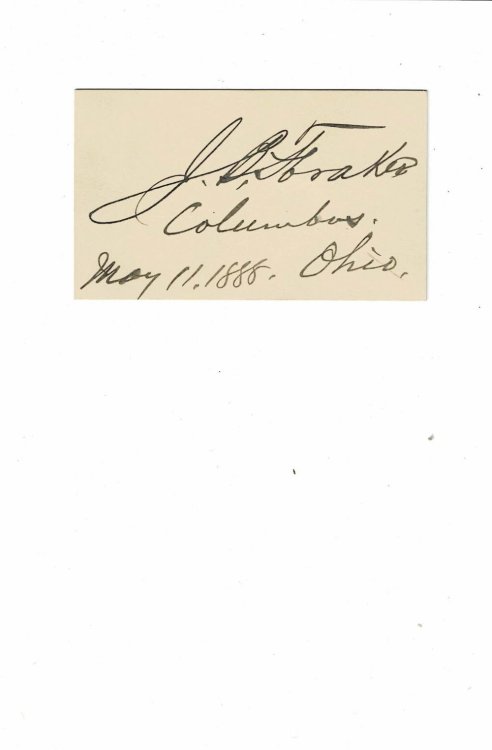 J. B. Foraker
Columbus.
May 11. 1888. Ohio.